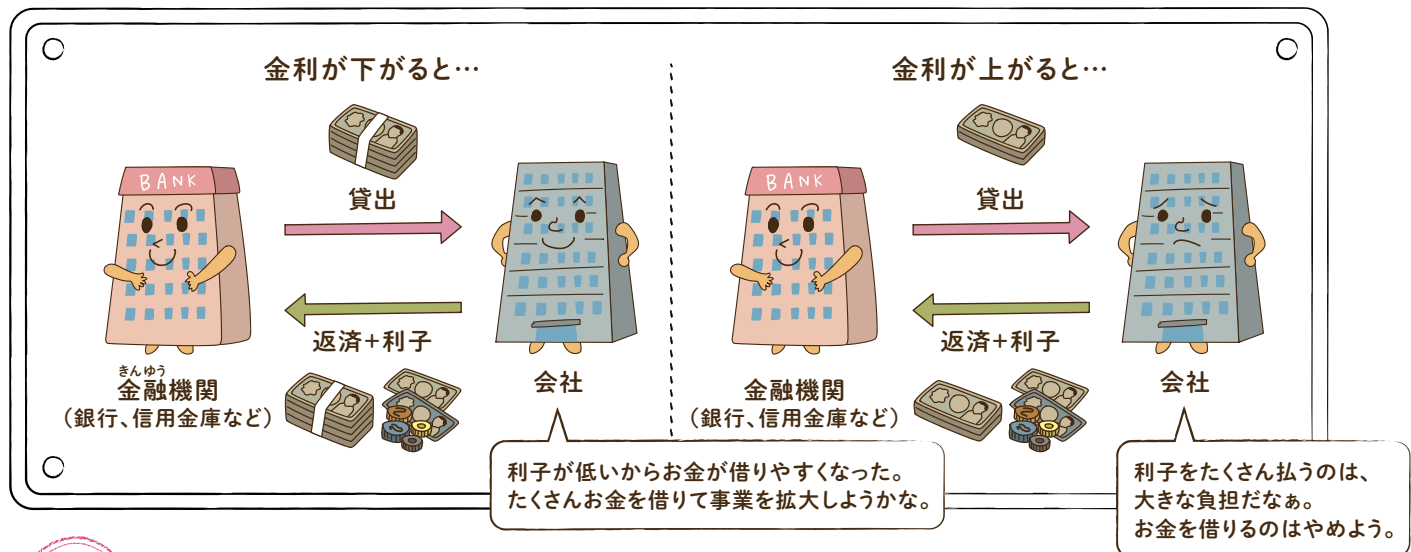 金利が下がると…
BANK
貸出
返済+利子
きんゆう
金融機関
(銀行、信用金庫など)
会社
利子が低いからお金が借りやすくなった。
たくさんお金を借りて事業を拡大しようかな。
金利が上がると…
BANK
貸出
返済+利子
金融機関
(銀行、信用金庫など)
会社
利子をたくさん払うのは、
大きな負担だなぁ。
お金を借りるのはやめよう。